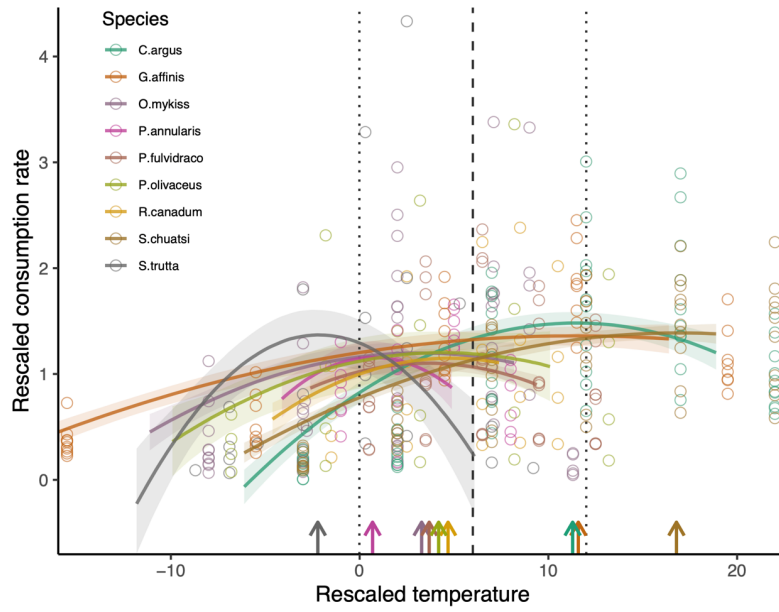 Species
C.argus
G.affinis
O.mykiss
P.annularis
P.fulvidraco
P.olivaceus
R.canadum
S.chuatsi
S.trutta
Rescaled consumption rate
4
3
2
1
0
−10
0
10
20
Rescaled temperature